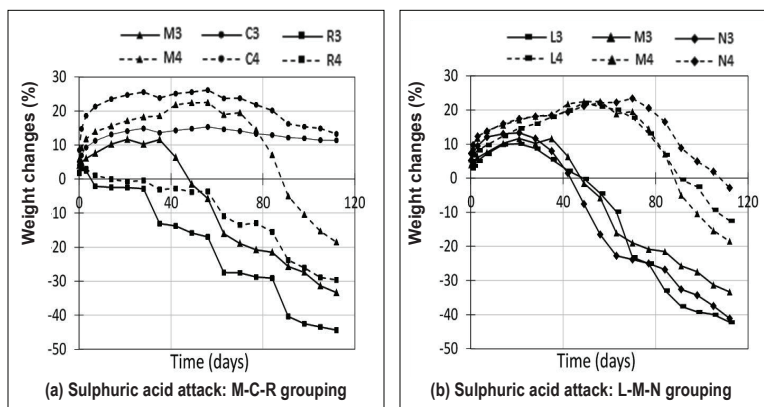 M3 C3 R3
M4 C4 R4
Weight changes (%)
30
20
10
0
-10
-20
-30
-40
-50
0 40 80 120
Time (days)
(a) Sulphuric acid attack: M-C-R grouping
L3 M3 N3
L4 M4 N4
Weight changes (%)
30
20
10
0
-10
-20
-30
-40
-50
0 40 80 120
Time (days)
(b) Sulphuric acid attack: L-M-N grouping